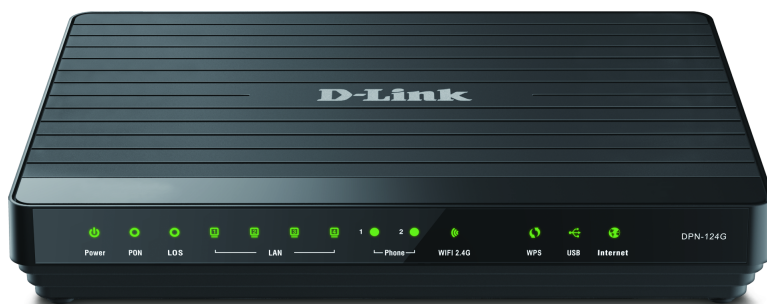 D-Link
1 2
Power PON LOS LAN Phone WIFI 2.4G WPS USB Internet
DPN-124G